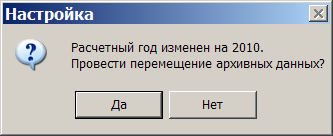 Настройка
Расчетный год изменен на 2010.
Провести перемещение архивных данных?
Да
Нет